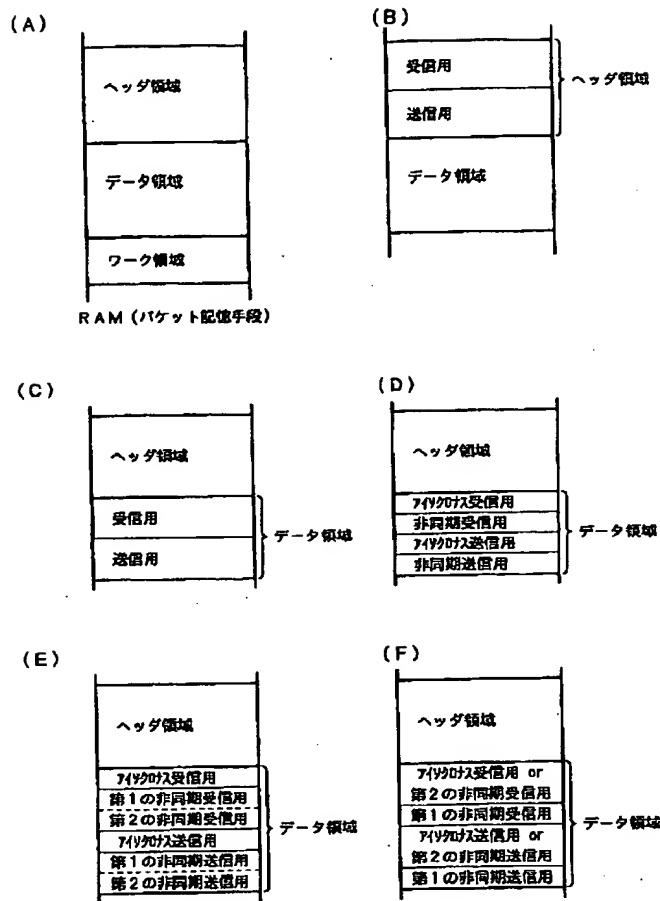 (A)
ヘッダ領域
データ領域
ワーク領域
RAM(パケット記憶手段)
(B)
受信用
送信用
ヘッダ領域
データ領域
(C)
ヘッダ領域
受信用
送信用
データ領域
(D)
ヘッダ領域
アイソクロナス受信用
非同期受信用
アイソクロナス送信用
非同期送信用
データ領域
(E)
ヘッダ領域
アイソクロナス受信用
第1の非同期受信用
第2の非同期受信用
アイソクロナス送信用
第1の非同期送信用
第2の非同期送信用
データ領域
(F)
ヘッダ領域
アイソクロナス受信用 or
第2の非同期受信用
第1の非同期受信用
アイソクロナス送信用 or
第2の非同期送信用
第1の非同期送信用
データ領域